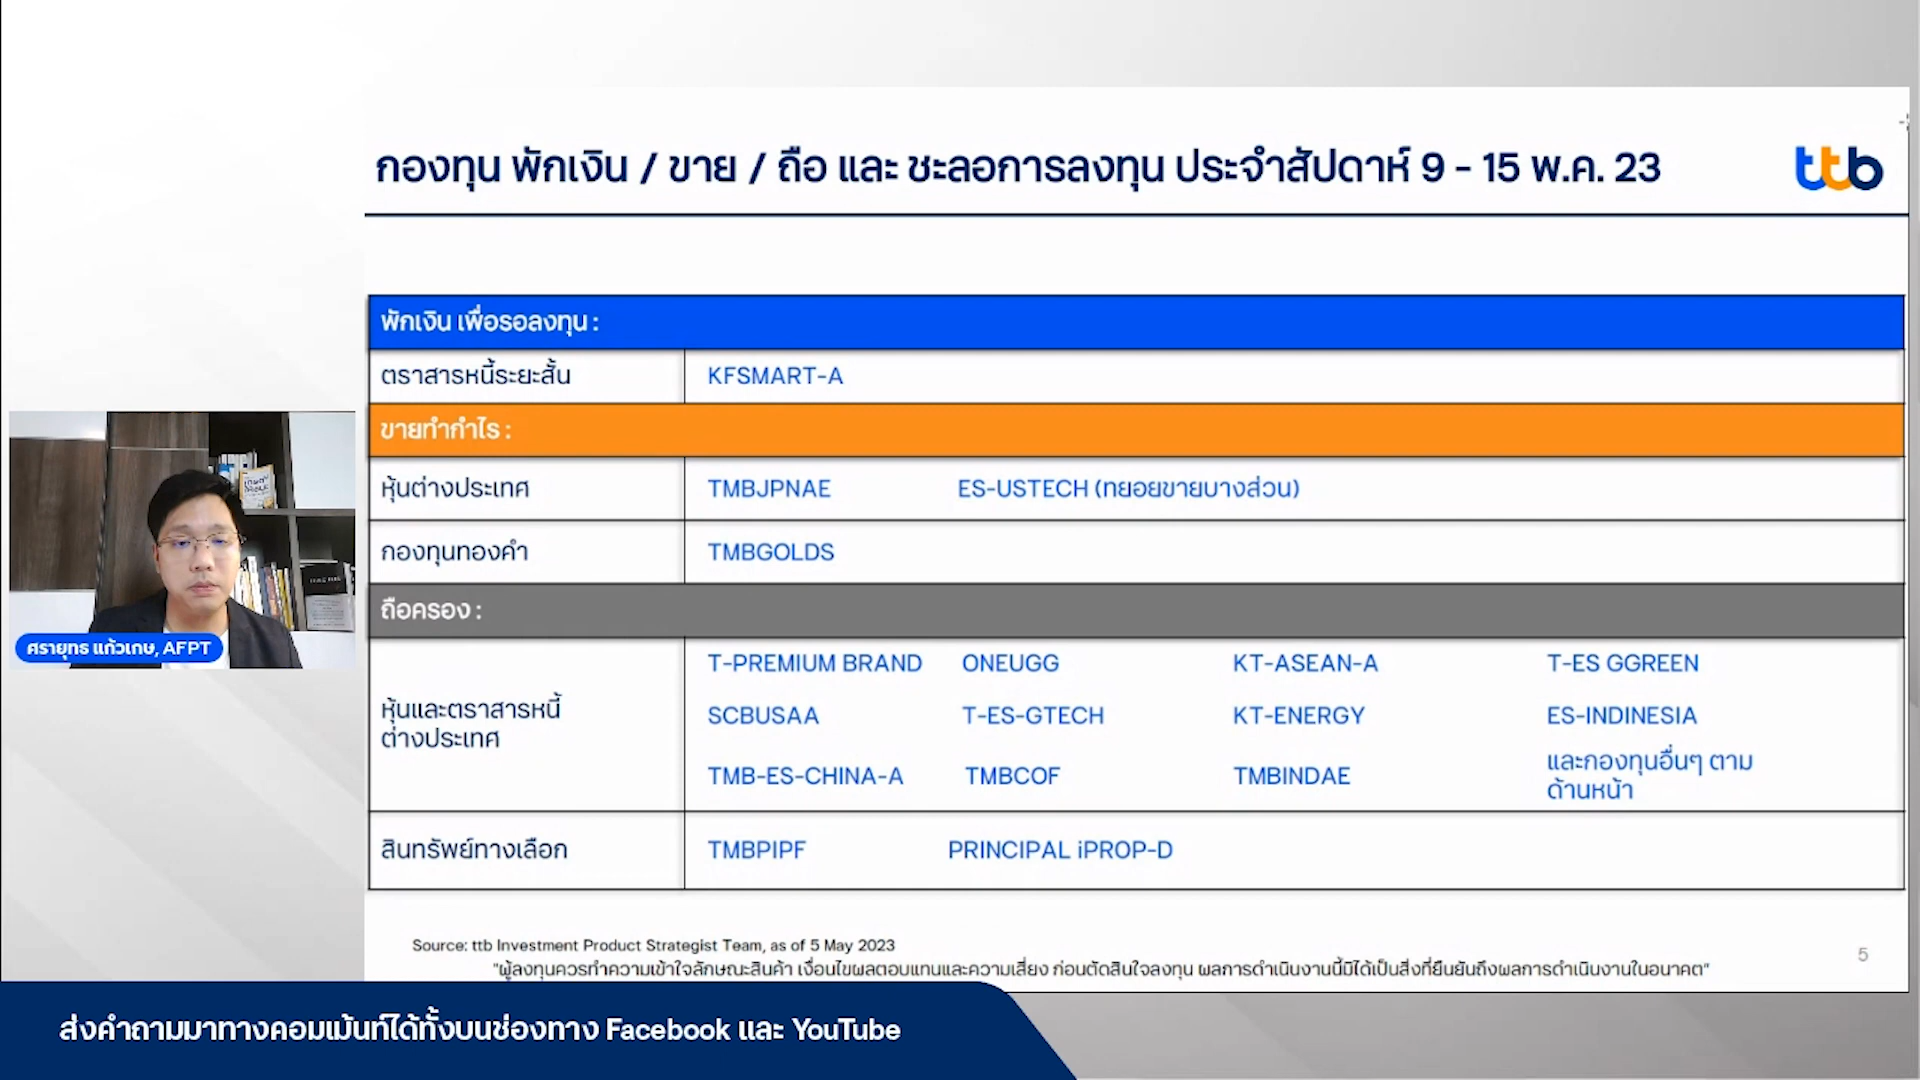 กองทุน พักเงิน / ขาย / ถือ และ ชะลอการลงทุน ประจำสัปดาห์ 9 - 15 พ.ค. 23
ttb
พักเงิน เพื่อรอลงทุน :
ตราสารหนี้ระยะสั้น KFSMART-A
ขายทำกำไร :
หุ้นต่างประเทศ TMBJPNAE ES-USTECH (ทยอยขายบางส่วน)
กองทุนทองคำ TMBGOLDS
ถือครอง :
หุ้นและตราสารหนี้
ต่างประเทศ
T-PREMIUM BRAND ONEUGG KT-ASEAN-A T-ES GGREEN
SCBUSAA T-ES-GTECH KT-ENERGY ES-INDINESIA
TMB-ES-CHINA-A TMBCOF TMBINDAE และกองทุนอื่นๆ ตาม
ด้านหน้า
สินทรัพย์ทางเลือก TMBPIPF PRINCIPAL iPROP-D
Source: ttb Investment Product Strategist Team, as of 5 May 2023
"ผู้ลงทุนควรทำความเข้าใจลักษณะสินค้า เงื่อนไขผลตอบแทนและความเสี่ยง ก่อนตัดสินใจลงทุน ผลการดำเนินงานนี้มิได้เป็นสิ่งที่ยืนยันถึงผลการดำเนินงานในอนาคต"
5
ศรายุทธ แก้วเกษ, AFPT
ส่งคำถามมาทางคอมเม้นท์ได้ทั้งบนช่องทาง Facebook และ YouTube